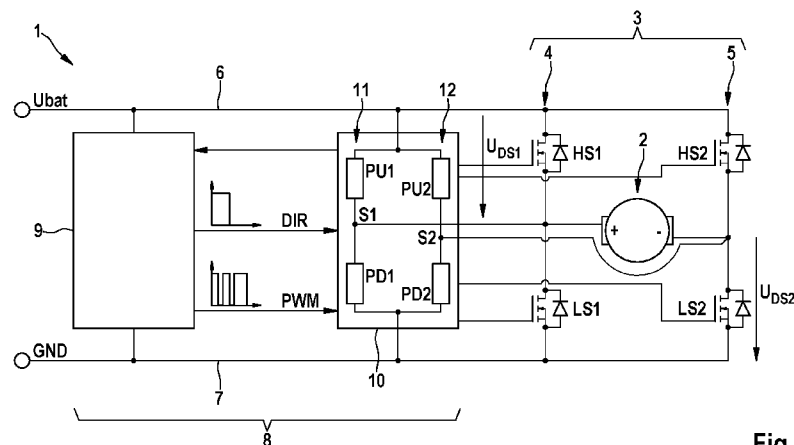 1
3
4
5
6
Ubat
11
12
U_DS1
HS1
HS2
2
PU1
PU2
S1
S2
9
DIR
+
-
PD1
PD2
PWM
LS1
LS2
U_DS2
GND
7
10
8
Fig